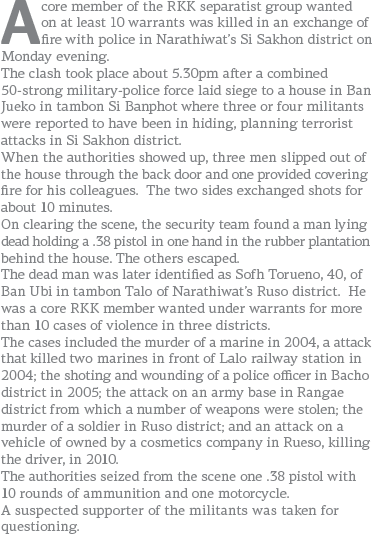 A core member of the RKK separatist group wanted
on at least 10 warrants was killed in an exchange of
fire with police in Narathiwat's Si Sakhon district on
Monday evening.
The clash took place about 5.30pm after a combined
50-strong military-police force laid siege to a house in Ban
Jueko in tambon Si Banphot where three or four militants
were reported to have been in hiding, planning terrorist
attacks in Si Sakhon district.
When the authorities showed up, three men slipped out of
the house through the back door and one provided covering
fire for his colleagues. The two sides exchanged shots for
about 10 minutes.
On clearing the scene, the security team found a man lying
dead holding a .38 pistol in one hand in the rubber plantation
behind the house. The others escaped.
The dead man was later identified as Sofh Torueno, 40, of
Ban Ubi in tambon Talo of Narathiwat's Ruso district. He
was a core RKK member wanted under warrants for more
than 10 cases of violence in three districts.
The cases included the murder of a marine in 2004, a attack
that killed two marines in front of Lalo railway station in
2004; the shoting and wounding of a police officer in Bacho
district in 2005; the attack on an army base in Rangae
district from which a number of weapons were stolen; the
murder of a soldier in Ruso district; and an attack on a
vehicle of owned by a cosmetics company in Rueso, killing
the driver, in 2010.
The authorities seized from the scene one .38 pistol with
10 rounds of ammunition and one motorcycle.
A suspected supporter of the militants was taken for
questioning.